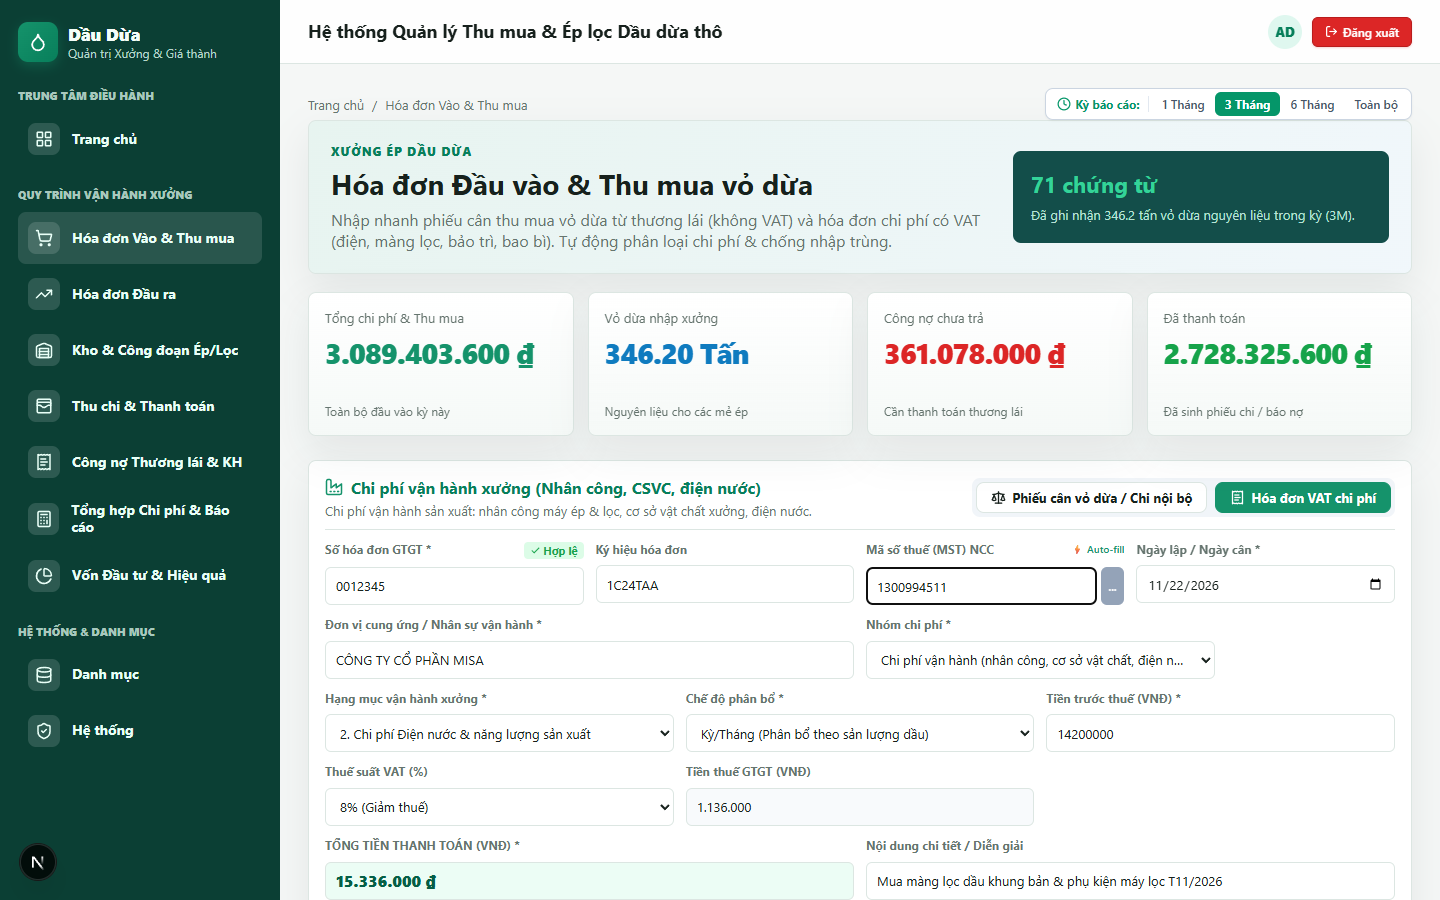 Dầu Dừa
Quản trị Xưởng & Giá thành
TRUNG TÂM ĐIỀU HÀNH
Trang chủ
QUY TRÌNH VẬN HÀNH XƯỞNG
Hóa đơn Vào & Thu mua
Hóa đơn Đầu ra
Kho & Công đoạn Ép/Lọc
Thu chi & Thanh toán
Công nợ Thương lái & KH
Tổng hợp Chi phí & Báo
cáo
Vốn Đầu tư & Hiệu quả
HỆ THỐNG & DANH MỤC
Danh mục
Hệ thống
N
Hệ thống Quản lý Thu mua & Ép lọc Dầu dừa thô
AD
Đăng xuất
Trang chủ / Hóa đơn Vào & Thu mua
Kỳ báo cáo: 1 Tháng 3 Tháng 6 Tháng Toàn bộ
XƯỞNG ÉP DẦU DỪA
Hóa đơn Đầu vào & Thu mua vỏ dừa
Nhập nhanh phiếu cân thu mua vỏ dừa từ thương lái (không VAT) và hóa đơn chi phí có VAT
(điện, màng lọc, bảo trì, bao bì). Tự động phân loại chi phí & chống nhập trùng.
71 chứng từ
Đã ghi nhận 346.2 tấn vỏ dừa nguyên liệu trong kỳ (3M).
Tổng chi phí & Thu mua
3.089.403.600 ₫
Toàn bộ đầu vào kỳ này
Vỏ dừa nhập xưởng
346.20 Tấn
Nguyên liệu cho các mẻ ép
Công nợ chưa trả
361.078.000 ₫
Cần thanh toán thương lái
Đã thanh toán
2.728.325.600 ₫
Đã sinh phiếu chi / báo nợ
Chi phí vận hành xưởng (Nhân công, CSVC, điện nước)
Chi phí vận hành sản xuất: nhân công máy ép & lọc, cơ sở vật chất xưởng, điện nước.
Phiếu cân vỏ dừa / Chi nội bộ
Hóa đơn VAT chi phí
Số hóa đơn GTGT * Hợp lệ
0012345
Ký hiệu hóa đơn
1C24TAA
Mã số thuế (MST) NCC Auto-fill
1300994511
...
Ngày lập / Ngày cân *
11/22/2026
Đơn vị cung ứng / Nhân sự vận hành *
CÔNG TY CỔ PHẦN MISA
Nhóm chi phí *
Chi phí vận hành (nhân công, cơ sở vật chất, điện n...
Hạng mục vận hành xưởng *
2. Chi phí Điện nước & năng lượng sản xuất
Chế độ phân bổ *
Kỳ/Tháng (Phân bổ theo sản lượng dầu)
Tiền trước thuế (VNĐ) *
14200000
Thuế suất VAT (%)
8% (Giảm thuế)
Tiền thuế GTGT (VNĐ)
1.136.000
TỔNG TIỀN THANH TOÁN (VNĐ) *
15.336.000 ₫
Nội dung chi tiết / Diễn giải
Mua màng lọc dầu khung bản & phụ kiện máy lọc T11/2026